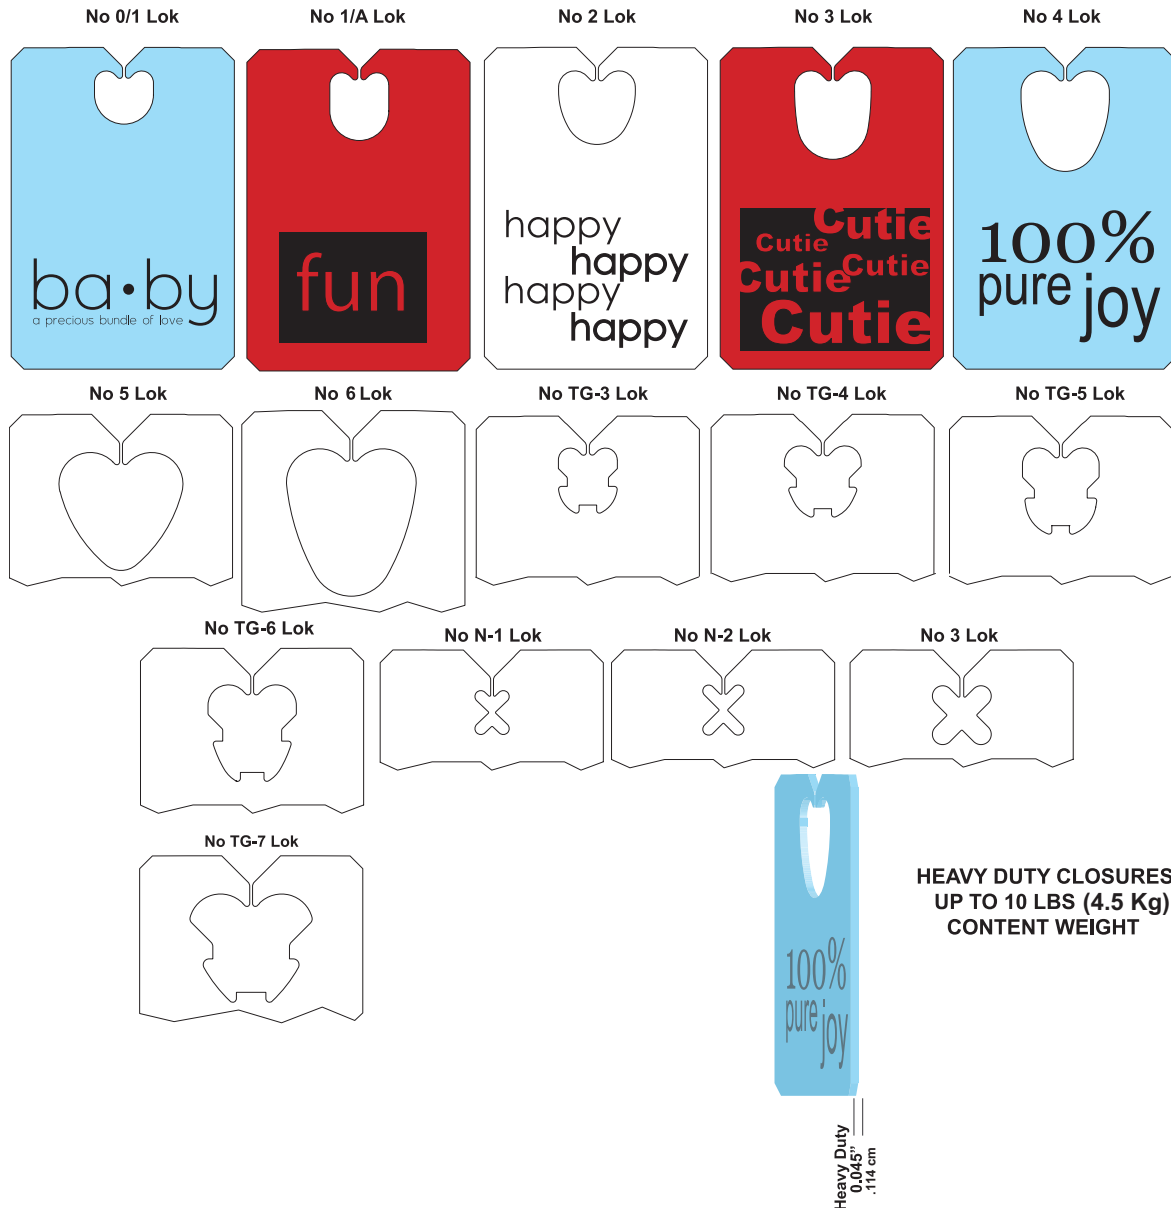 No 0/1 Lok
No 1/A Lok
No 2 Lok
No 3 Lok
No 4 Lok
ba•by
a precious bundle of love
fun
happy
happy
happy
happy
Cutie
Cutie
Cutie
Cutie
Cutie
100%
pure joy
No 5 Lok
No 6 Lok
No TG-3 Lok
No TG-4 Lok
No TG-5 Lok
No TG-6 Lok
No N-1 Lok
No N-2 Lok
No 3 Lok
No TG-7 Lok
100%
pure joy
HEAVY DUTY CLOSURES
UP TO 10 LBS (4.5 Kg)
CONTENT WEIGHT
Heavy Duty
0.045”
.114 cm